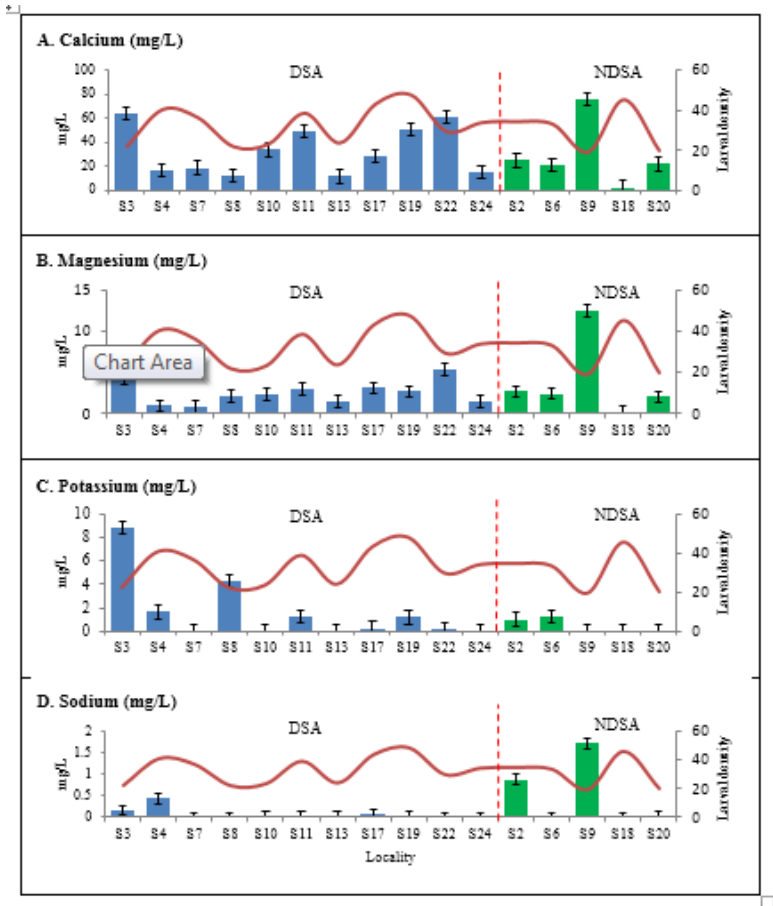 A. Calcium (mg/L)
DSA
NDSA
100
80
60
40
20
0
mg/L
60
40
20
0
Larval density
S3 S4 S7 S8 S10 S11 S13 S17 S19 S22 S24 S2 S6 S9 S18 S20
B. Magnesium (mg/L)
DSA
NDSA
15
10
0
mg/L
Chart Area
60
40
20
0
Larval density
S3 S4 S7 S8 S10 S11 S13 S17 S19 S22 S24 S2 S6 S9 S18 S20
C. Potassium (mg/L)
DSA
NDSA
10
8
6
4
2
0
mg/L
60
40
20
0
Larval density
S3 S4 S7 S8 S10 S11 S13 S17 S19 S22 S24 S2 S6 S9 S18 S20
D. Sodium (mg/L)
DSA
NDSA
2
1.5
1
0.5
0
mg/L
60
40
20
0
Larval density
S3 S4 S7 S8 S10 S11 S13 S17 S19 S22 S24 S2 S6 S9 S18 S20
Locality